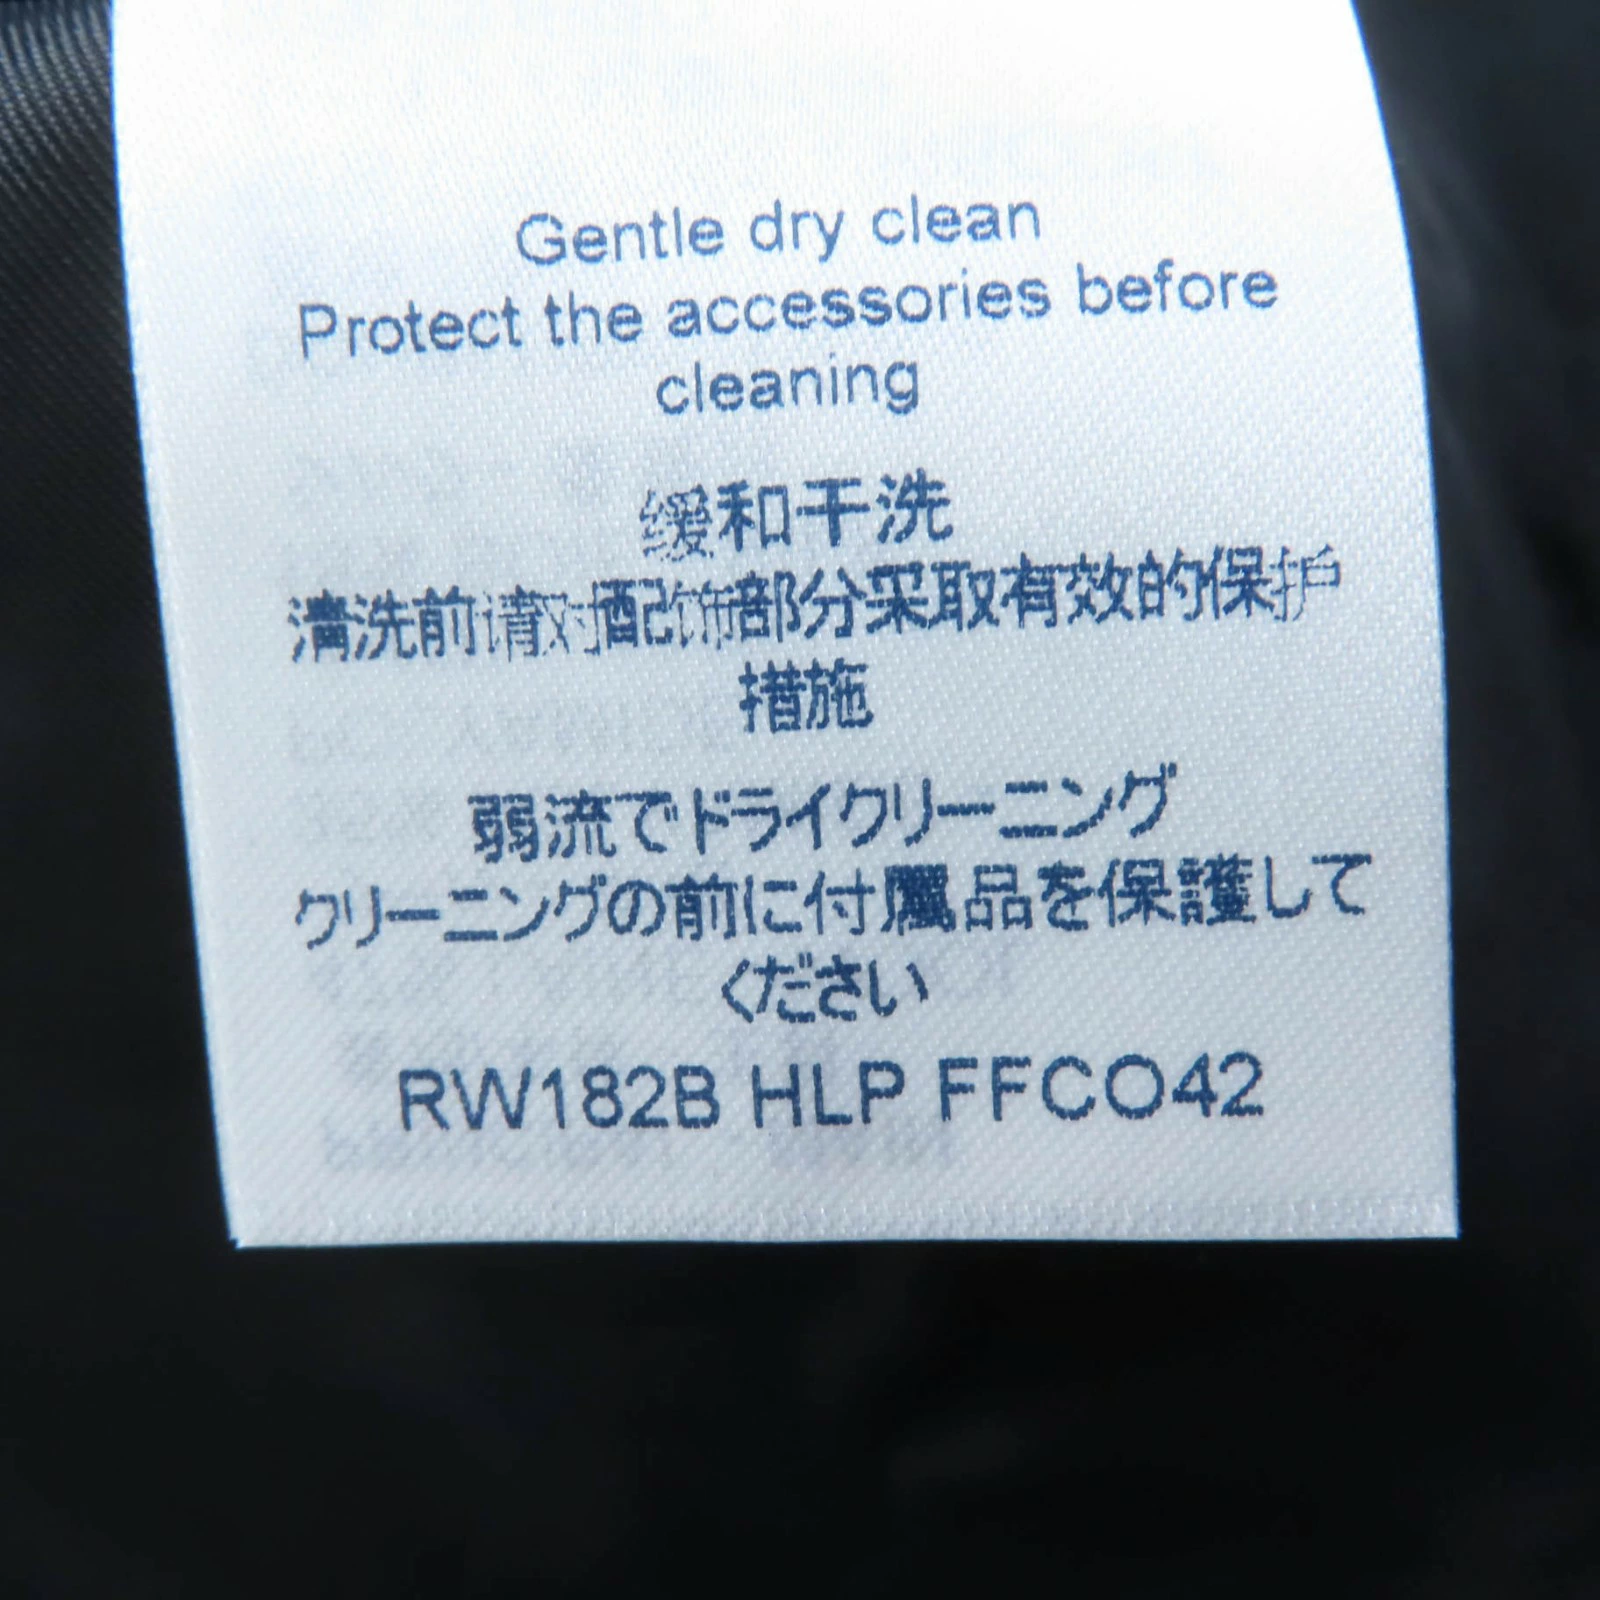 Gentle dry clean
Protect the accessories before
cleaning
缓和干洗
清洗前请对配饰部分采取有效的保护
措施
弱流でドライクリーニング
クリーニングの前に付属品を保護して
ください
RW182B HLP FFCO42